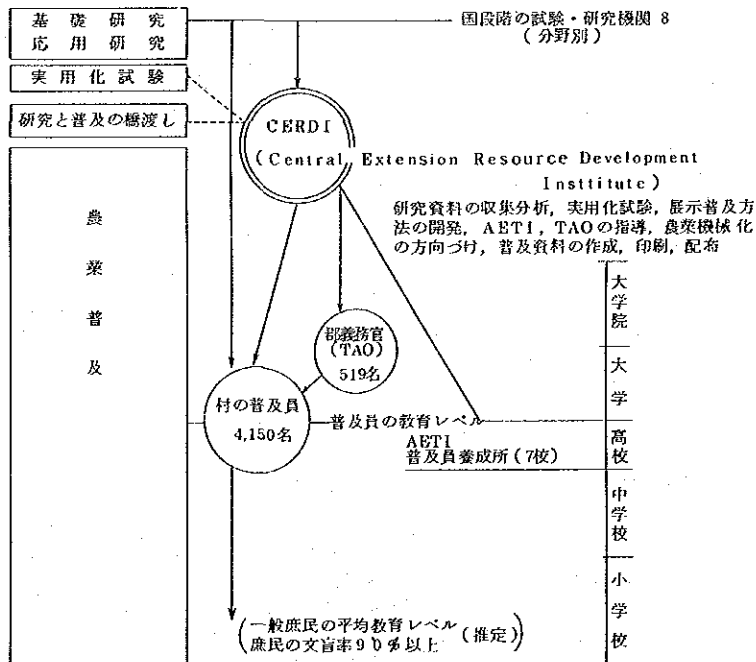 基礎研究
応用研究
国段階の試験・研究機関 8
(分野別)
実用化試験
研究と普及の橋渡し
CERDI
(Central Extension Resource Development
Insttitute)
研究資料の収集分析, 実用化試験, 展示普及方
法の開発, AETI, TAOの指導, 農業機械化
の方向づけ, 普及資料の作成, 印刷, 配布
農業普及
大学院
大学
高校
中学校
小学校
郡義務官
(TAO)
519名
村の普及員
4,150名
普及員の教育レベル
AETI
普及員養成所(7校)
(一般庶民の平均教育レベル
庶民の文盲率90%以上 (推定))